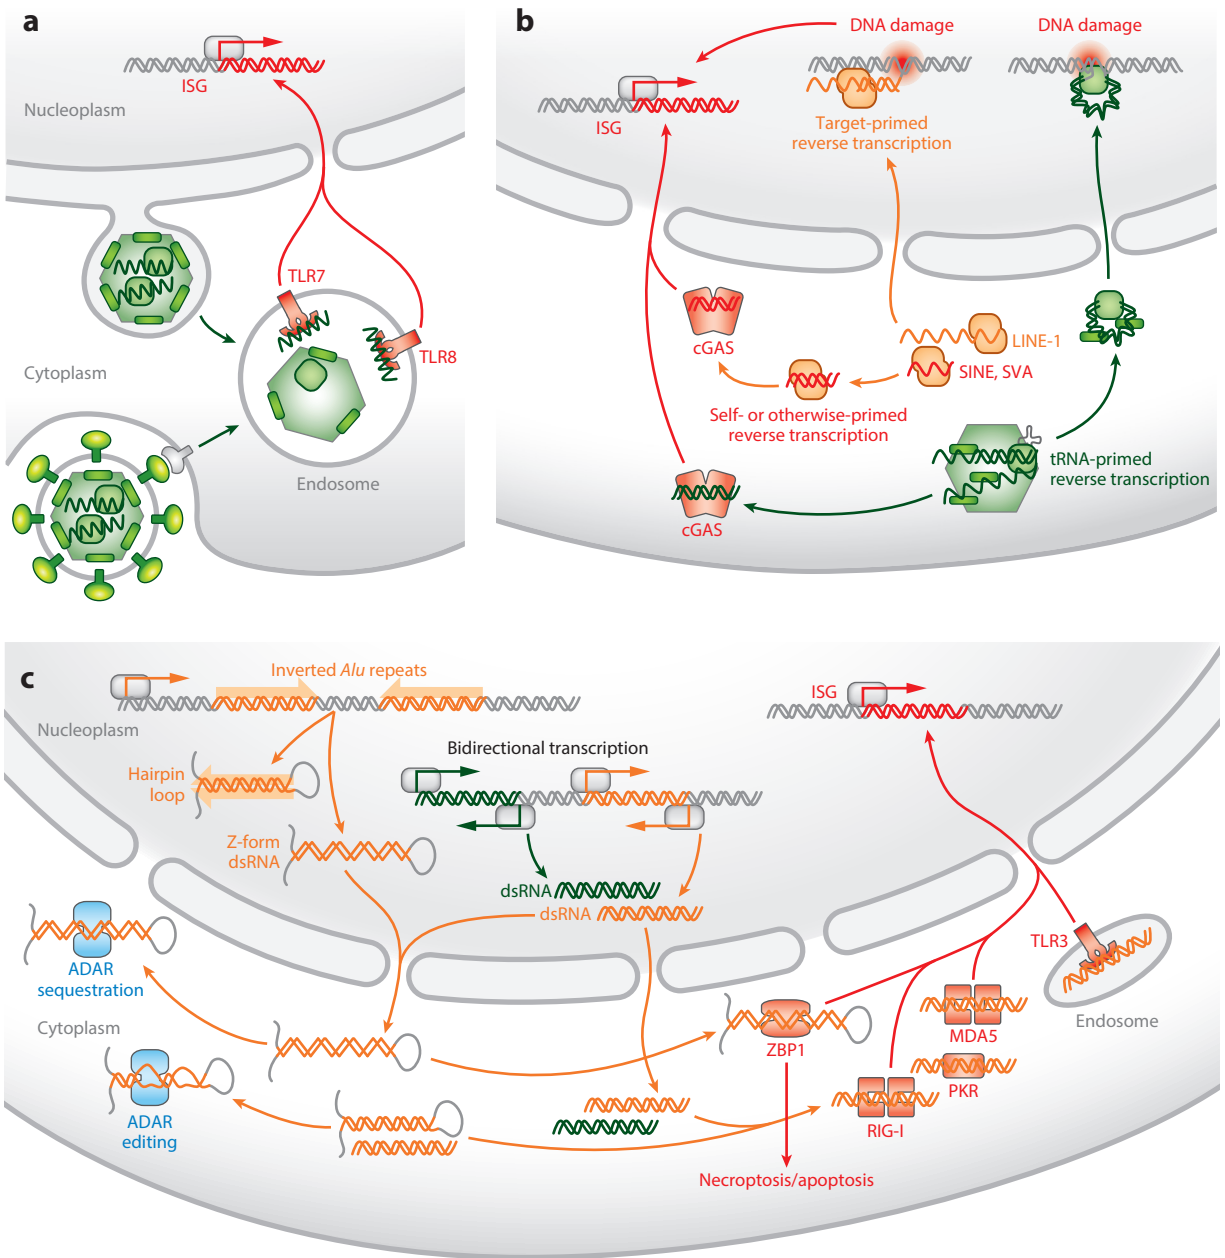 a
ISG
Nucleoplasm
TLR7
TLR8
Cytoplasm
Endosome
b
DNA damage
DNA damage
ISG
Target-primed
reverse transcription
cGAS
LINE-1
SINE, SVA
Self- or otherwise-primed
reverse transcription
tRNA-primed
reverse transcription
cGAS
c
Inverted Alu repeats
ISG
Nucleoplasm
Bidirectional transcription
Hairpin
loop
Z-form
dsRNA
dsRNA
dsRNA
TLR3
ADAR
sequestration
Cytoplasm
Endosome
MDA5
ZBP1
PKR
ADAR
editing
RIG-I
Necroptosis/apoptosis